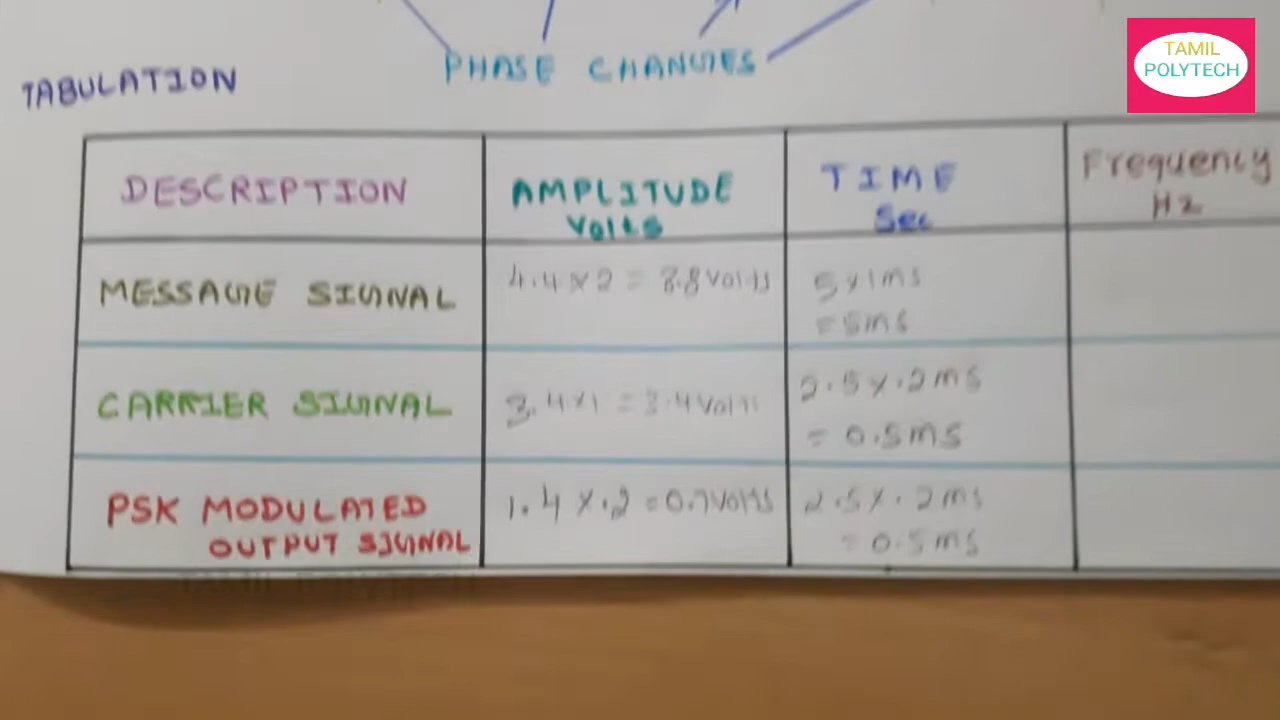 TAMIL
POLYTECH
PHASE CHANGES
TABULATION
DESCRIPTION
AMPLITUDE
Volts
TIME
Sec
Frequency
Hz
MESSAGE SIGNAL
4.4 x 2 = 8.8 Volts
5 x 1ms
= 5ms
CARRIER SIGNAL
3.4 x 1 = 3.4 Volts
2.5 x .2ms
= 0.5ms
PSK MODULATED
OUTPUT SIGNAL
1.4 x .2 = 0.7 Volts
2.5 x .2ms
= 0.5ms